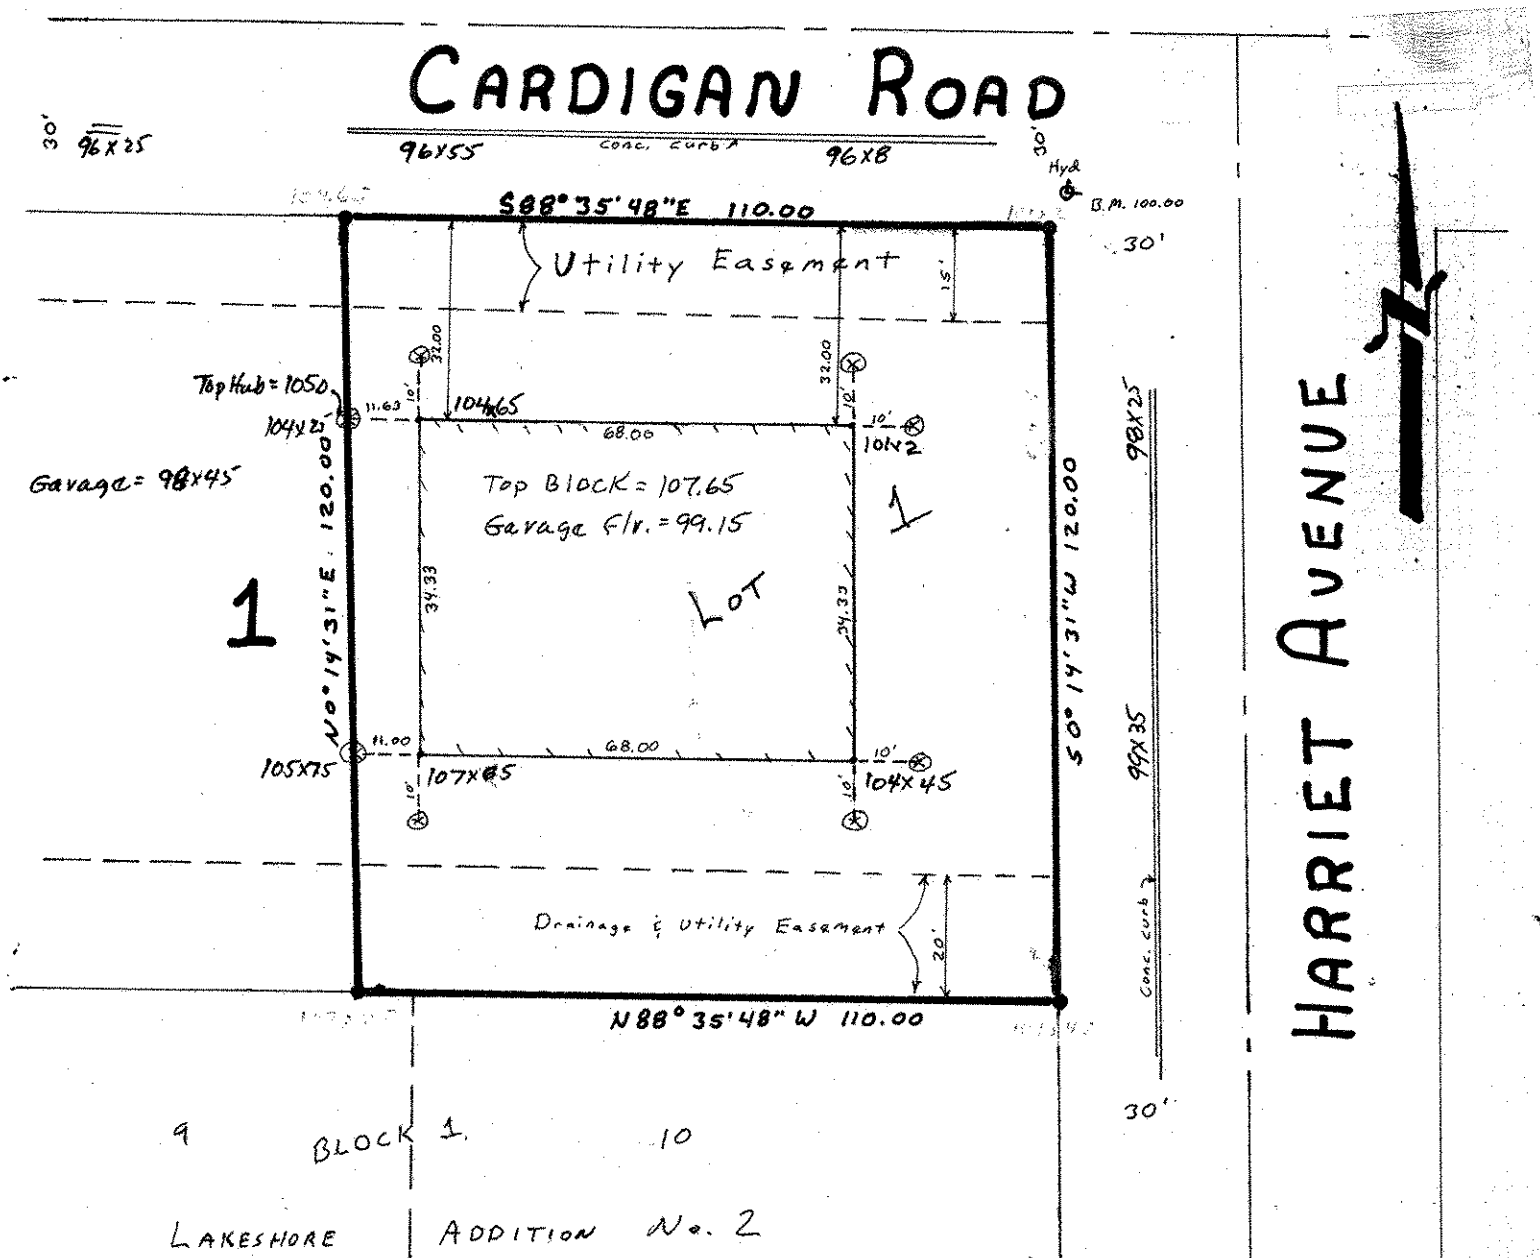 CARDIGAN ROAD
30'
96X25
96X55
Conc. Curb
96X8
30'
Hyd
B.M. 100.00
S88°35'48"E 110.00
30'
Utility Easement
15'
32.00
32.00
Top Hub = 1050
11.63
10'
104X65
10'
10'
104X25
68.00
Garage = 98X45
Top Block = 107.65
Garage Flr. = 99.15
1
98X25
N0°14'31"E 120.00
34.33
Lot
34.33
S0°14'31"W 120.00
1
HARRIET AVENUE
11.00
68.00
10'
99X35
105X75
10'
10'
104X45
Drainage & Utility Easement
20'
Conc. Curb
N88°35'48"W 110.00
30'
9
BLOCK 1
10
LAKESHORE ADDITION No. 2